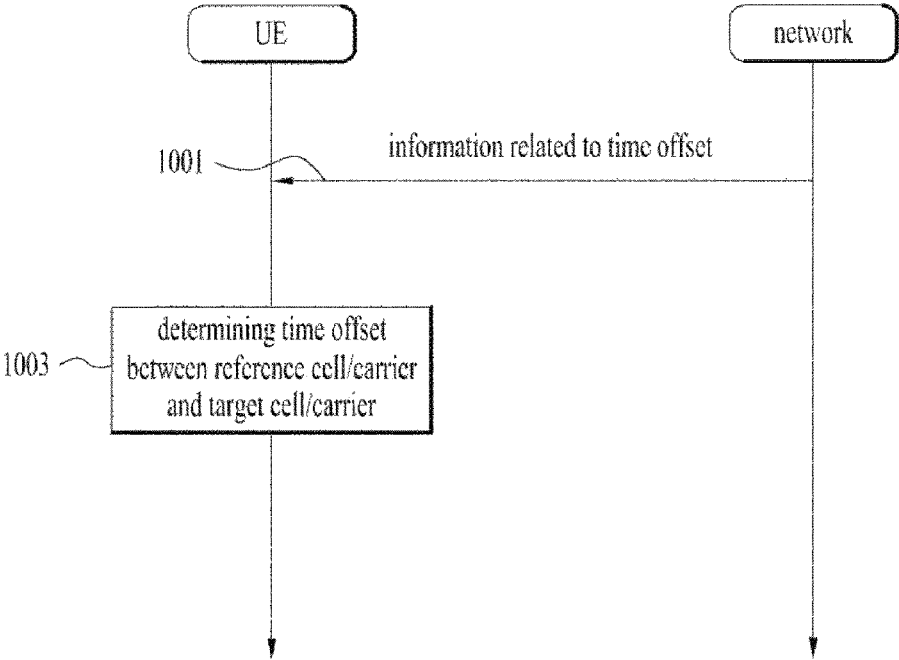 UE
network
information related to time offset
1001
determining time offset
between reference cell/carrier
and target cell/carrier
1003